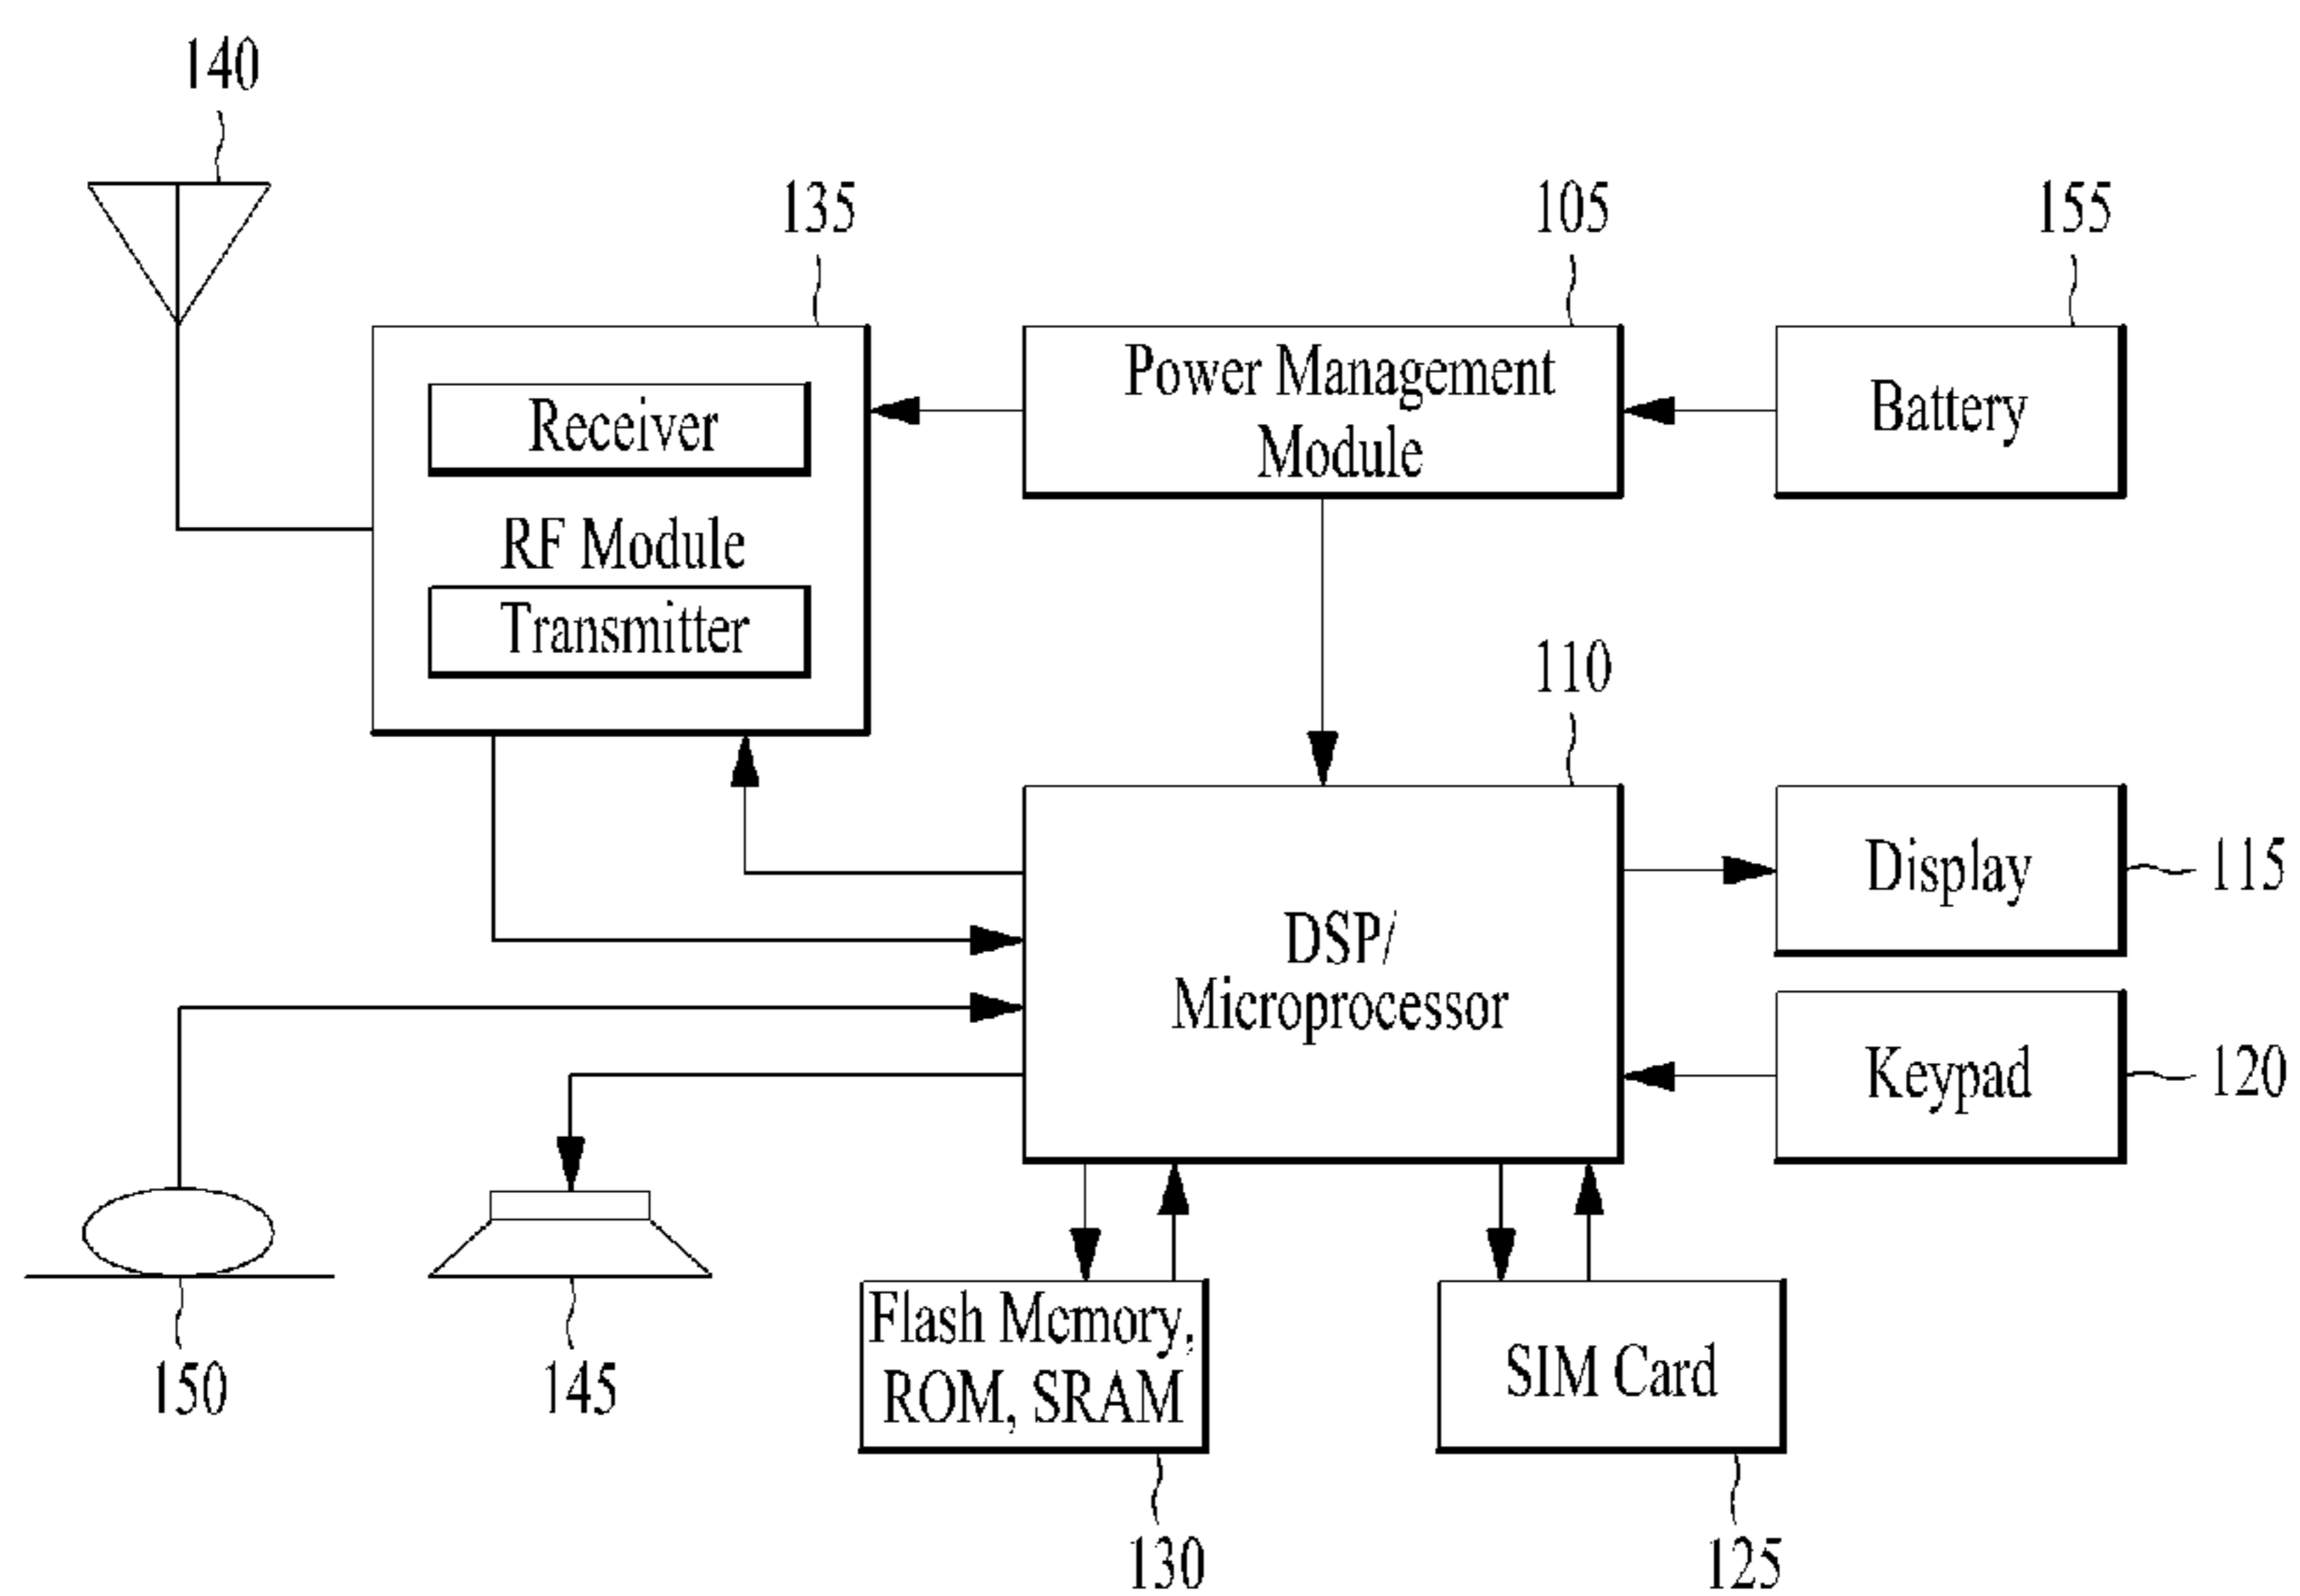 140
135
105
155
Receiver
RF Module
Transmitter
Power Management
Module
Battery
110
DSP/
Microprocessor
Display
115
Keypad
120
150
145
Flash Memory,
ROM, SRAM
SIM Card
130
125